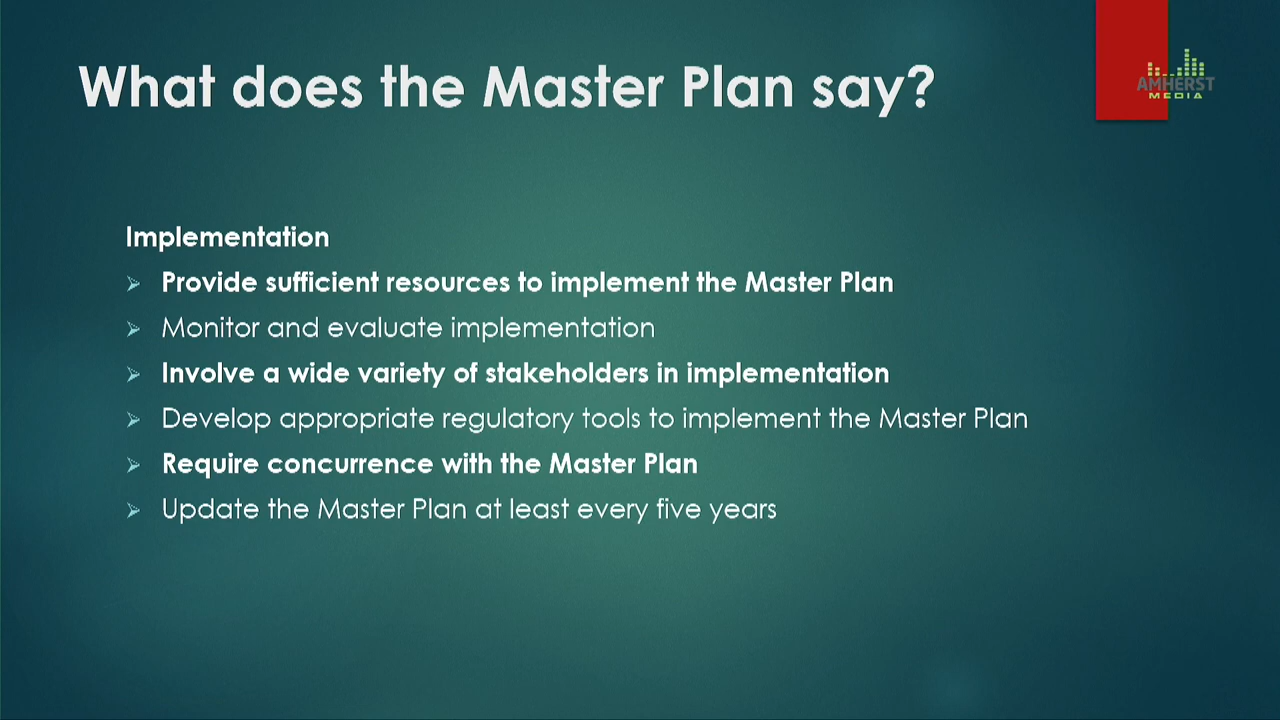 What does the Master Plan say?
AMHERST
MEDIA
Implementation
Provide sufficient resources to implement the Master Plan
Monitor and evaluate implementation
Involve a wide variety of stakeholders in implementation
Develop appropriate regulatory tools to implement the Master Plan
Require concurrence with the Master Plan
Update the Master Plan at least every five years